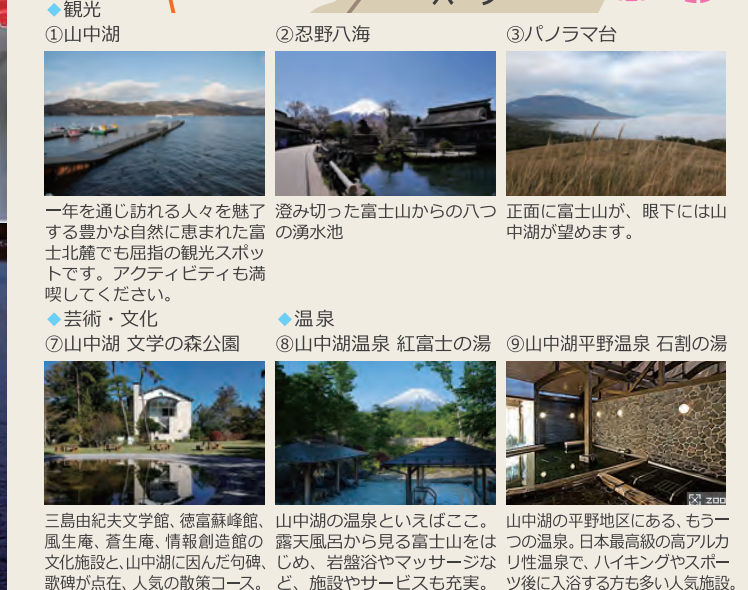 ◆観光
①山中湖
一年を通じ訪れる人々を魅了
する豊かな自然に恵まれた富
士北麓でも屈指の観光スポッ
トです。アクティビティも満
喫してください。
②忍野八海
澄み切った富士山からの八つ
の湧水池
③パノラマ台
正面に富士山が、眼下には山
中湖が望めます。
◆芸術・文化
⑦山中湖 文学の森公園
三島由紀夫文学館、徳富蘇峰館、
風生庵、蒼生庵、情報創造館の
文化施設と、山中湖に因んだ句碑、
歌碑が点在、人気の散策コース。
◆温泉
⑧山中湖温泉 紅富士の湯
山中湖の温泉といえばここ。
露天風呂から見る富士山をは
じめ、岩盤浴やマッサージな
ど、施設やサービスも充実。
⑨山中湖平野温泉 石割の湯
山中湖の平野地区にある、もう一
つの温泉。日本最高級の高アルカ
リ性温泉で、ハイキングやスポー
ツ後に入浴する方も多い人気施設。